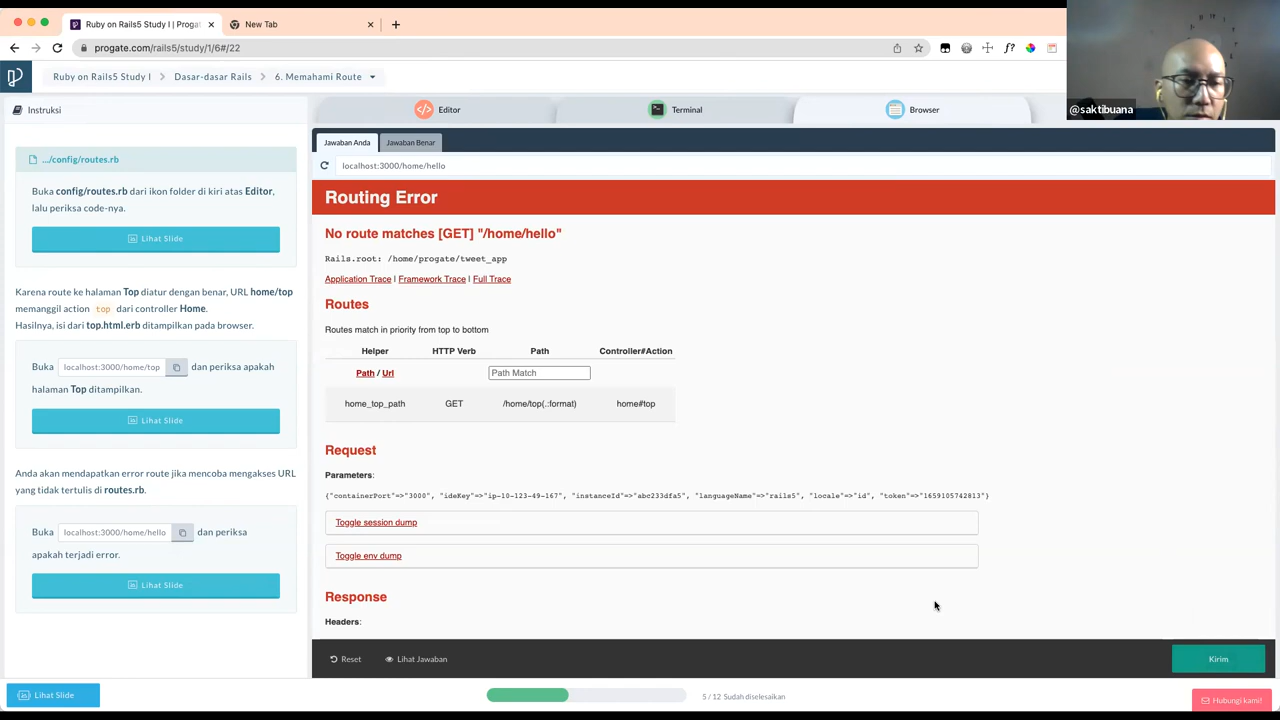 Ruby on Rails5 Study I | Progat
New Tab
progate.com/rails5/study/1/6#/22
Ruby on Rails5 Study I > Dasar-dasar Rails > 6. Memahami Route
@saktibuana
Instruksi
Editor
Terminal
Browser
.../config/routes.rb
Buka config/routes.rb dari ikon folder di kiri atas Editor,
lalu periksa code-nya.
Lihat Slide
Karena route ke halaman Top diatur dengan benar, URL home/top
memanggil action top dari controller Home.
Hasilnya, isi dari top.html.erb ditampilkan pada browser.
Buka localhost:3000/home/top dan periksa apakah
halaman Top ditampilkan.
Lihat Slide
Anda akan mendapatkan error route jika mencoba mengakses URL
yang tidak tertulis di routes.rb.
Buka localhost:3000/home/hello dan periksa
apakah terjadi error.
Lihat Slide
Jawaban Anda
Jawaban Benar
localhost:3000/home/hello
Routing Error
No route matches [GET] "/home/hello"
Rails.root: /home/progate/tweet_app
Application Trace | Framework Trace | Full Trace
Routes
Routes match in priority from top to bottom
Helper HTTP Verb Path Controller#Action
Path / Url Path Match
home_top_path GET /home/top(.:format) home#top
Request
Parameters:
{"containerPort"=>"3000", "ideKey"=>"ip-10-123-49-167", "instanceId"=>"abc233dfa5", "languageName"=>"rails5", "locale"=>"id", "token"=>"1659105742813"}
Toggle session dump
Toggle env dump
Response
Headers:
Reset
Lihat Jawaban
Kirim
Lihat Slide
5 / 12 Sudah diselesaikan
Hubungi kami!